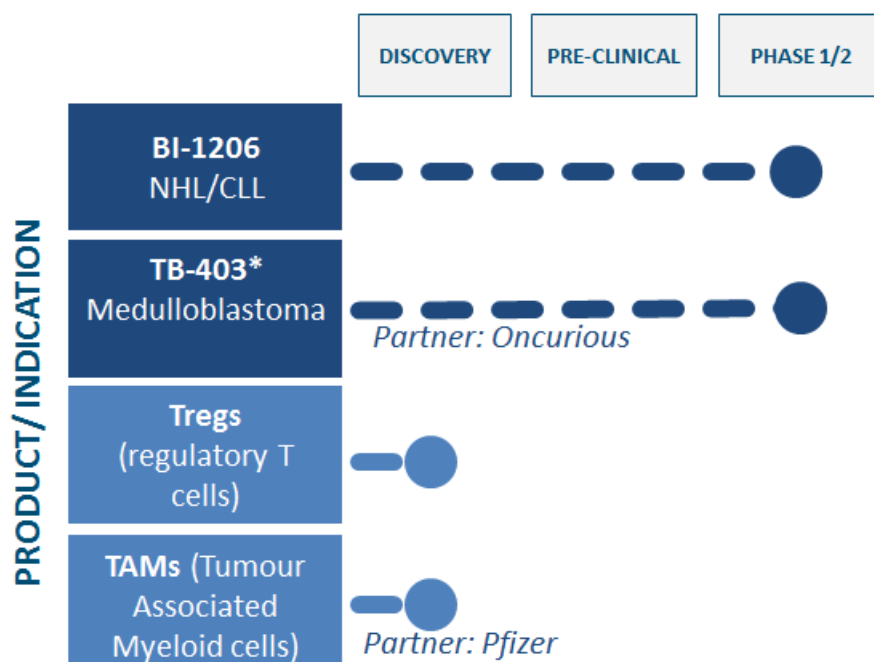 DISCOVERY PRE-CLINICAL PHASE 1/2
PRODUCT/ INDICATION
BI-1206
NHL/CLL
TB-403*
Medulloblastoma
Partner: Oncurious
Tregs
(regulatory T
cells)
TAMs (Tumour
Associated
Myeloid cells)
Partner: Pfizer